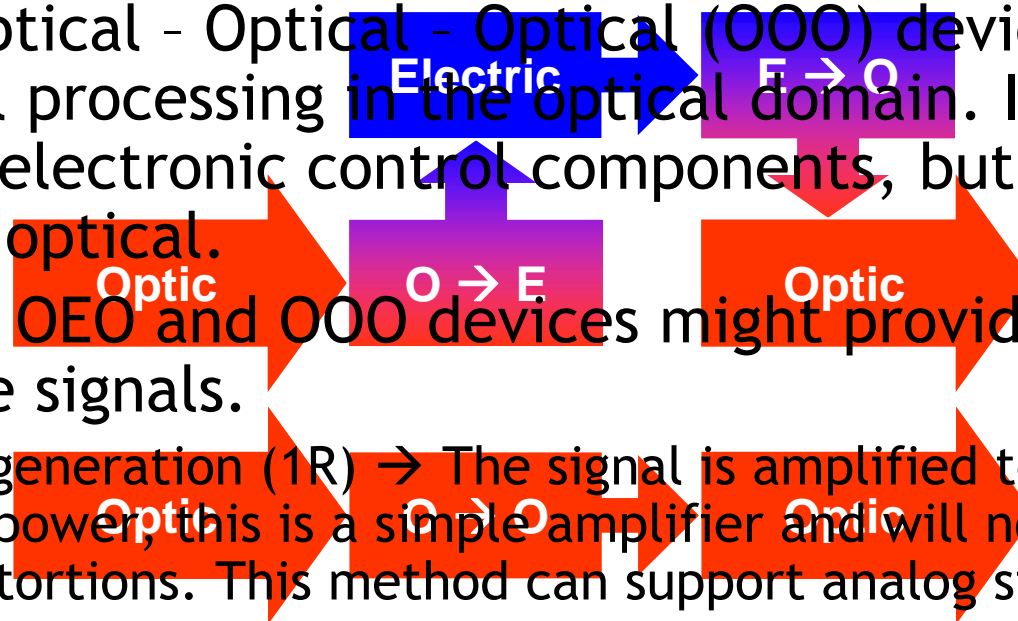 ptical – Optical – Optical (OOO) devi
Electric
E → O
l processing in the optical domain. I
electronic control components, but
optical.
Optic
O → E
Optic
OEO and OOO devices might provid
e signals.
generation (1R) → The signal is amplified t
Optic
O → O
Optic
power, this is a simple amplifier and will n
tortions. This method can support analog s